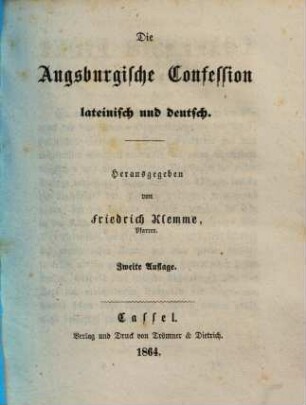 Die
Augsburgische Confession
lateinisch und deutsch.
Herausgegeben
von
Friedrich Klemme,
Pfarrer.
Zweite Auflage.
Cassel.
Verlag und Druck von Trömner & Dietrich.
1864.